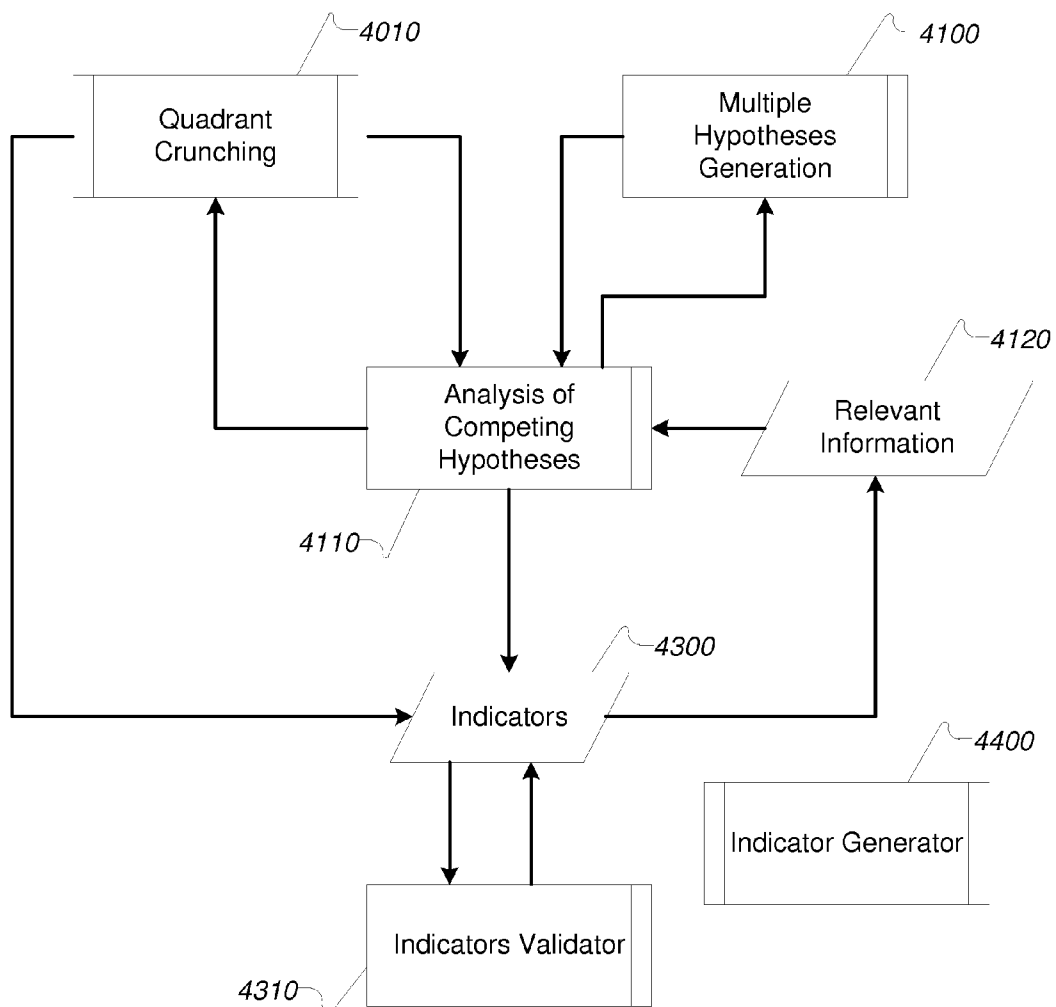 4010
4100
Quadrant
Crunching
Multiple
Hypotheses
Generation
4120
Analysis of
Competing
Hypotheses
Relevant
Information
4110
4300
Indicators
4400
Indicator Generator
Indicators Validator
4310